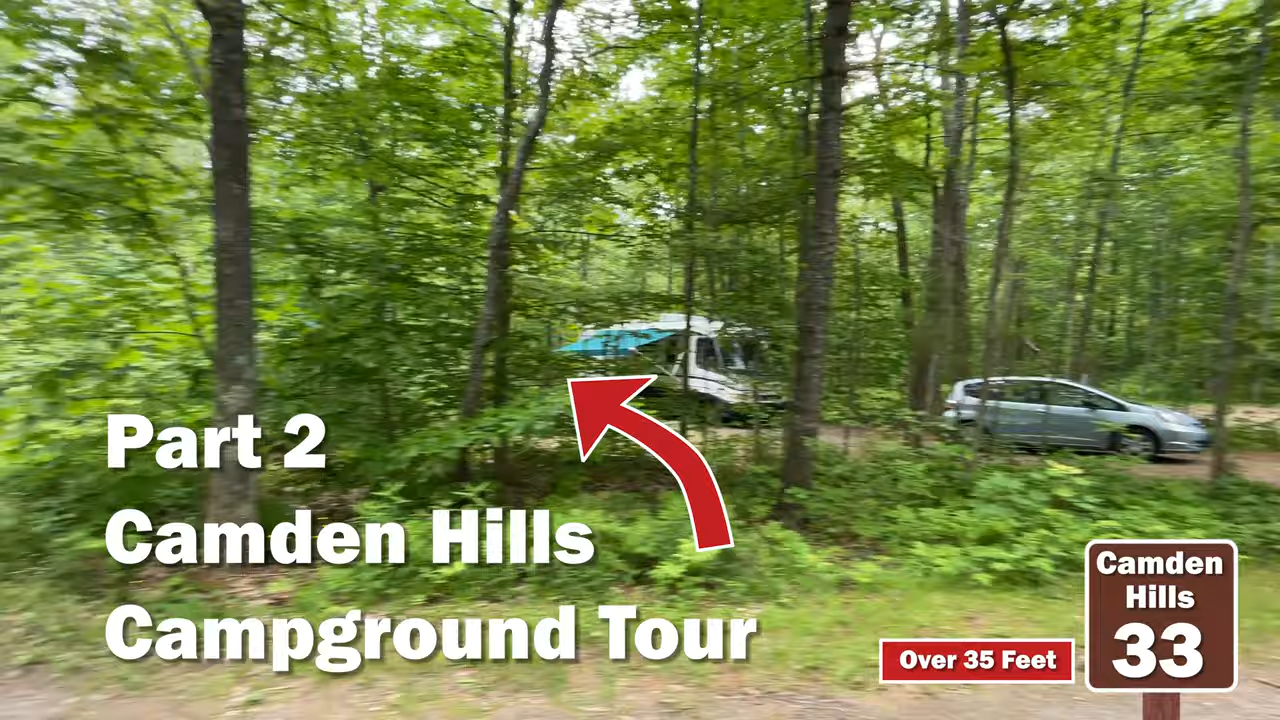 Part 2
Camden Hills
Campground Tour
Over 35 Feet
Camden
Hills
33